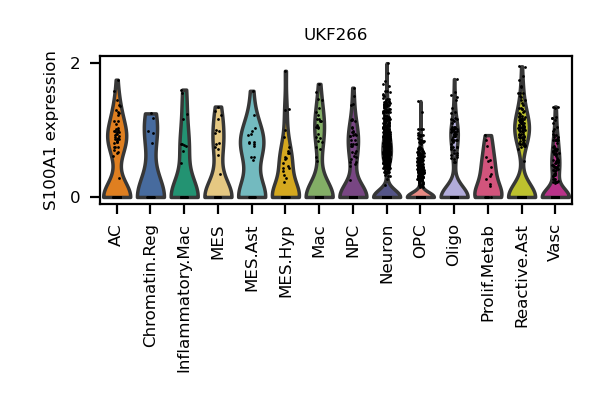 UKF266
S100A1 expression
2
0
AC
Chromatin.Reg
Inflammatory.Mac
MES
MES.Ast
MES.Hyp
Mac
NPC
Neuron
OPC
Oligo
Prolif.Metab
Reactive.Ast
Vasc